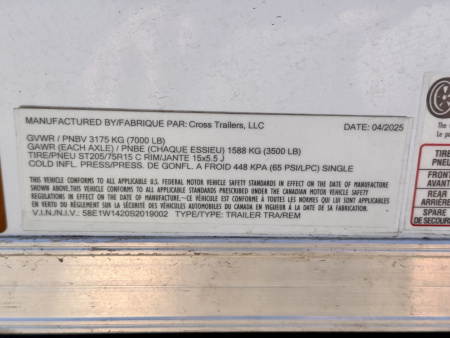 MANUFACTURED BY/FABRIQUE PAR: Cross Trailers, LLC DATE: 04/2025
GVWR / PNBV 3175 KG (7000 LB)
GAWR (EACH AXLE) / PNBE (CHAQUE ESSIEU) 1588 KG (3500 LB)
TIRE/PNEU ST205/75R15 C RIM/JANTE 15x5.5 J
COLD INFL. PRESS/PRESS. DE GONFL. A FROID 448 KPA (65 PSI/LPC) SINGLE
THIS VEHICLE CONFORMS TO ALL APPLICABLE U.S. FEDERAL MOTOR VEHICLE SAFETY STANDARDS IN EFFECT ON THE DATE OF MANUFACTURE
SHOWN ABOVE.
THIS VEHICLE CONFORMS TO ALL APPLICABLE STANDARDS PRESCRIBED UNDER THE CANADIAN MOTOR VEHICLE SAFETY
REGULATIONS IN EFFECT ON THE DATE OF MANUFACTURE.
CE VÉHICULE EST CONFORME À TOUTES LES NORMES QUI LUI SONT APPLICABLES
EN VERTU DU RÈGLEMENT SUR LA SÉCURITÉ DES VÉHICULES AUTOMOBILES DU CANADA EN VIGUEUR À LA DATE DE SA FABRICATION.
V.I.N./N.I.V.: 58E1W1420S2019002 TYPE/TYPE: TRAILER TRA/REM
The
Le
TIRE
PNEU
FRONT
AVANT
REAR
ARRIÈRE
SPARE
DE SECOURS